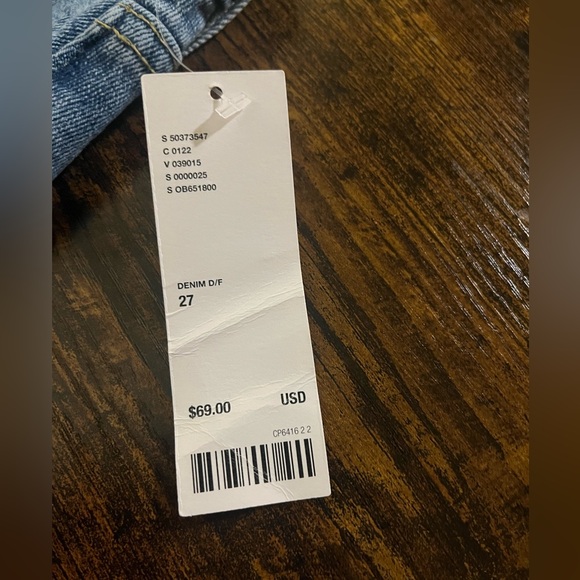 S 50373547
C 0122
V 039015
S 0000025
S OB651800
DENIM D/F
27
$69.00 USD
CP6416 2 2